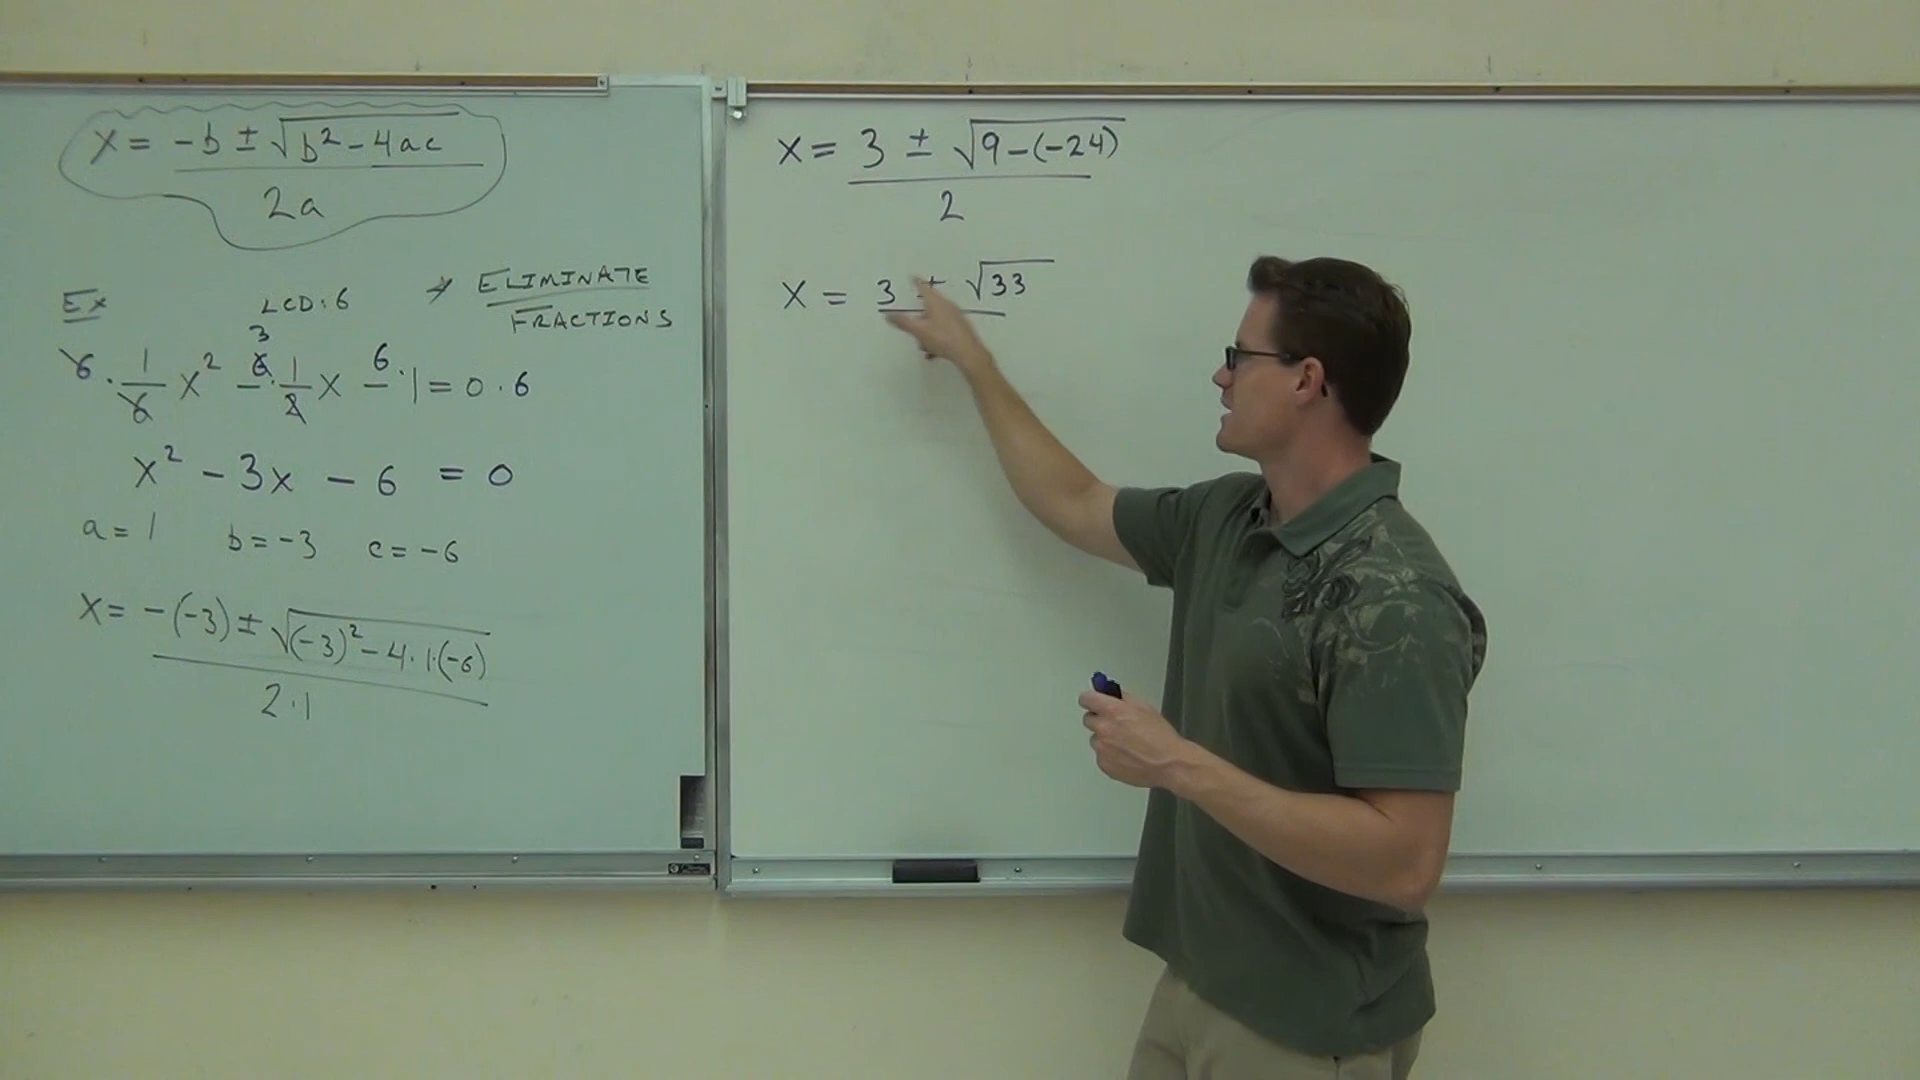 x = -b ± √(b² - 4ac)
2a
Ex
LCD: 6
→ ELIMINATE
FRACTIONS
3
6 · 1/6 x² - 6 · 1/2 x - 6 · 1 = 0 · 6
x² - 3x - 6 = 0
a = 1 b = -3 c = -6
x = -(-3) ± √((-3)² - 4 · 1 · (-6))
2 · 1
x = 3 ± √(9 - (-24))
2
x = 3 ± √33